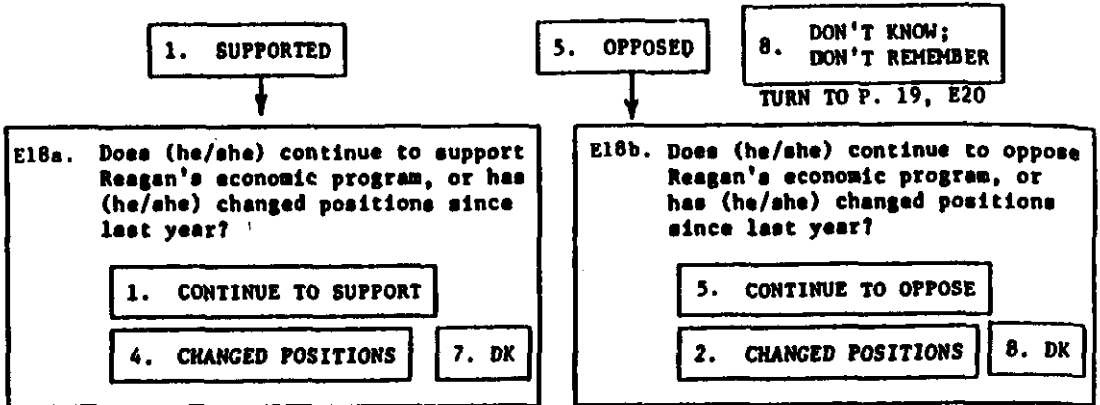 1. SUPPORTED
5. OPPOSED
8. DON'T KNOW;
DON'T REMEMBER
TURN TO P. 19, E20
E18a. Does (he/she) continue to support
Reagan's economic program, or has
(he/she) changed positions since
last year?
1. CONTINUE TO SUPPORT
4. CHANGED POSITIONS
7. DK
E18b. Does (he/she) continue to oppose
Reagan's economic program, or
has (he/she) changed positions
since last year?
5. CONTINUE TO OPPOSE
2. CHANGED POSITIONS
8. DK